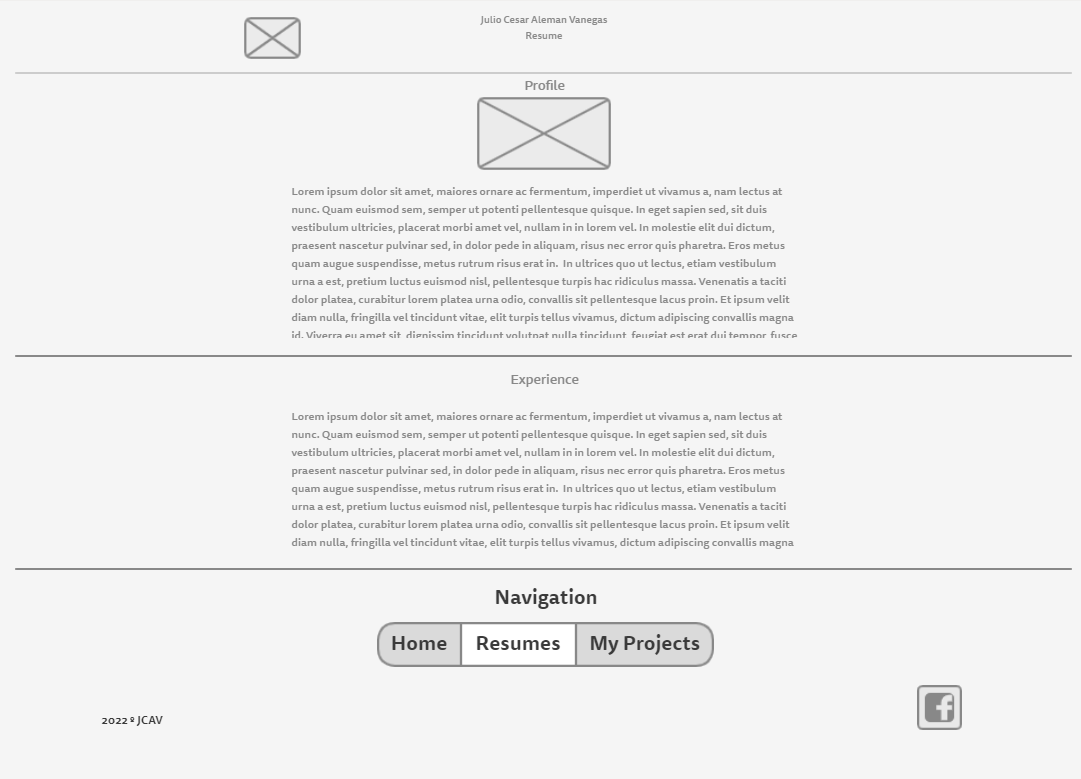 Julio Cesar Aleman Vanegas
Resume
Profile
Lorem ipsum dolor sit amet, maiores ornare ac fermentum, imperdiet ut vivamus a, nam lectus at
nunc. Quam euismod sem, semper ut potenti pellentesque quisque. In eget sapien sed, sit duis
vestibulum ultricies, placerat morbi amet vel, nullam in in lorem vel. In molestie elit dui dictum,
praesent nascetur pulvinar sed, in dolor pede in aliquam, risus nec error quis pharetra. Eros metus
quam augue suspendisse, metus rutrum risus erat in.  In ultrices quo ut lectus, etiam vestibulum
urna a est, pretium luctus euismod nisl, pellentesque turpis hac ridiculus massa. Venenatis a taciti
dolor platea, curabitur lorem platea urna odio, convallis sit pellentesque lacus proin. Et ipsum velit
diam nulla, fringilla vel tincidunt vitae, elit turpis tellus vivamus, dictum adipiscing convallis magna
id. Viverra eu amet sit, dignissim tincidunt volutpat nulla tincidunt, feugiat est erat dui tempor, fusce
Experience
Lorem ipsum dolor sit amet, maiores ornare ac fermentum, imperdiet ut vivamus a, nam lectus at
nunc. Quam euismod sem, semper ut potenti pellentesque quisque. In eget sapien sed, sit duis
vestibulum ultricies, placerat morbi amet vel, nullam in in lorem vel. In molestie elit dui dictum,
praesent nascetur pulvinar sed, in dolor pede in aliquam, risus nec error quis pharetra. Eros metus
quam augue suspendisse, metus rutrum risus erat in.  In ultrices quo ut lectus, etiam vestibulum
urna a est, pretium luctus euismod nisl, pellentesque turpis hac ridiculus massa. Venenatis a taciti
dolor platea, curabitur lorem platea urna odio, convallis sit pellentesque lacus proin. Et ipsum velit
diam nulla, fringilla vel tincidunt vitae, elit turpis tellus vivamus, dictum adipiscing convallis magna
Navigation
Home Resumes My Projects
2022 º JCAV